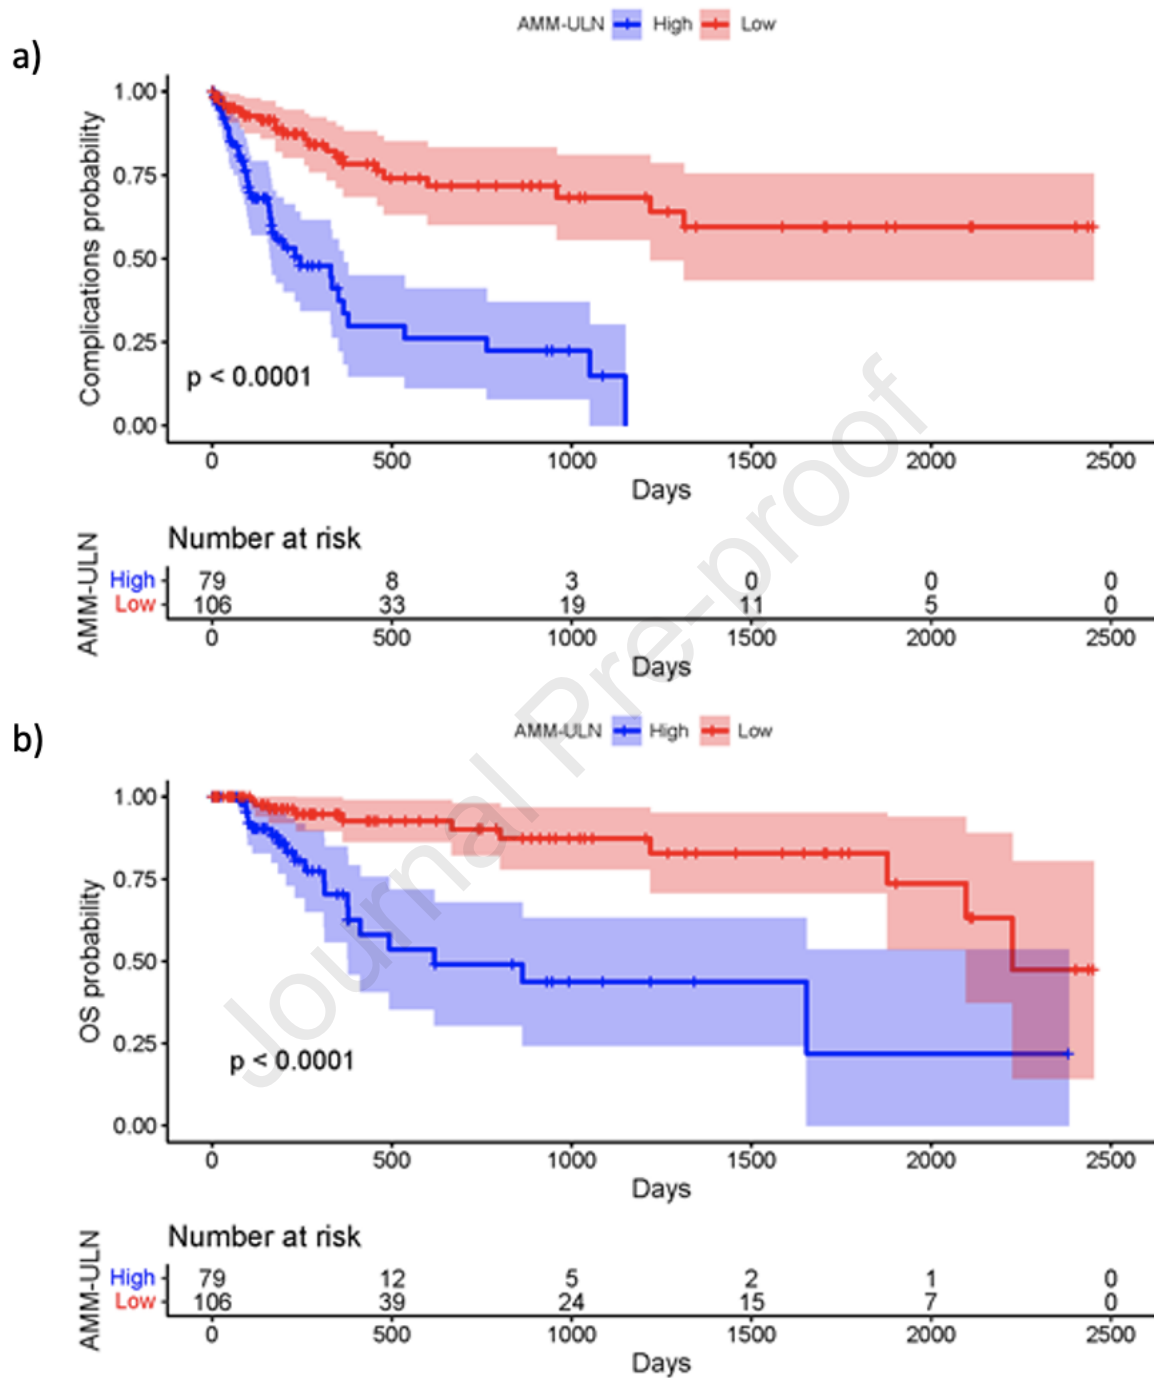 AMM-ULN High Low
a)
Complications probability
1.00
0.75
0.50
0.25
0.00
p < 0.0001
0 500 1000 1500 2000 2500
Days
Number at risk
AMM-ULN
High 79 8 3 0 0 0
Low 106 33 19 11 5 0
0 500 1000 1500 2000 2500
Days
Journal Pre-proof
AMM-ULN High Low
b)
OS probability
1.00
0.75
0.50
0.25
0.00
p < 0.0001
0 500 1000 1500 2000 2500
Days
Number at risk
AMM-ULN
High 79 12 5 2 1 0
Low 106 39 24 15 7 0
0 500 1000 1500 2000 2500
Days